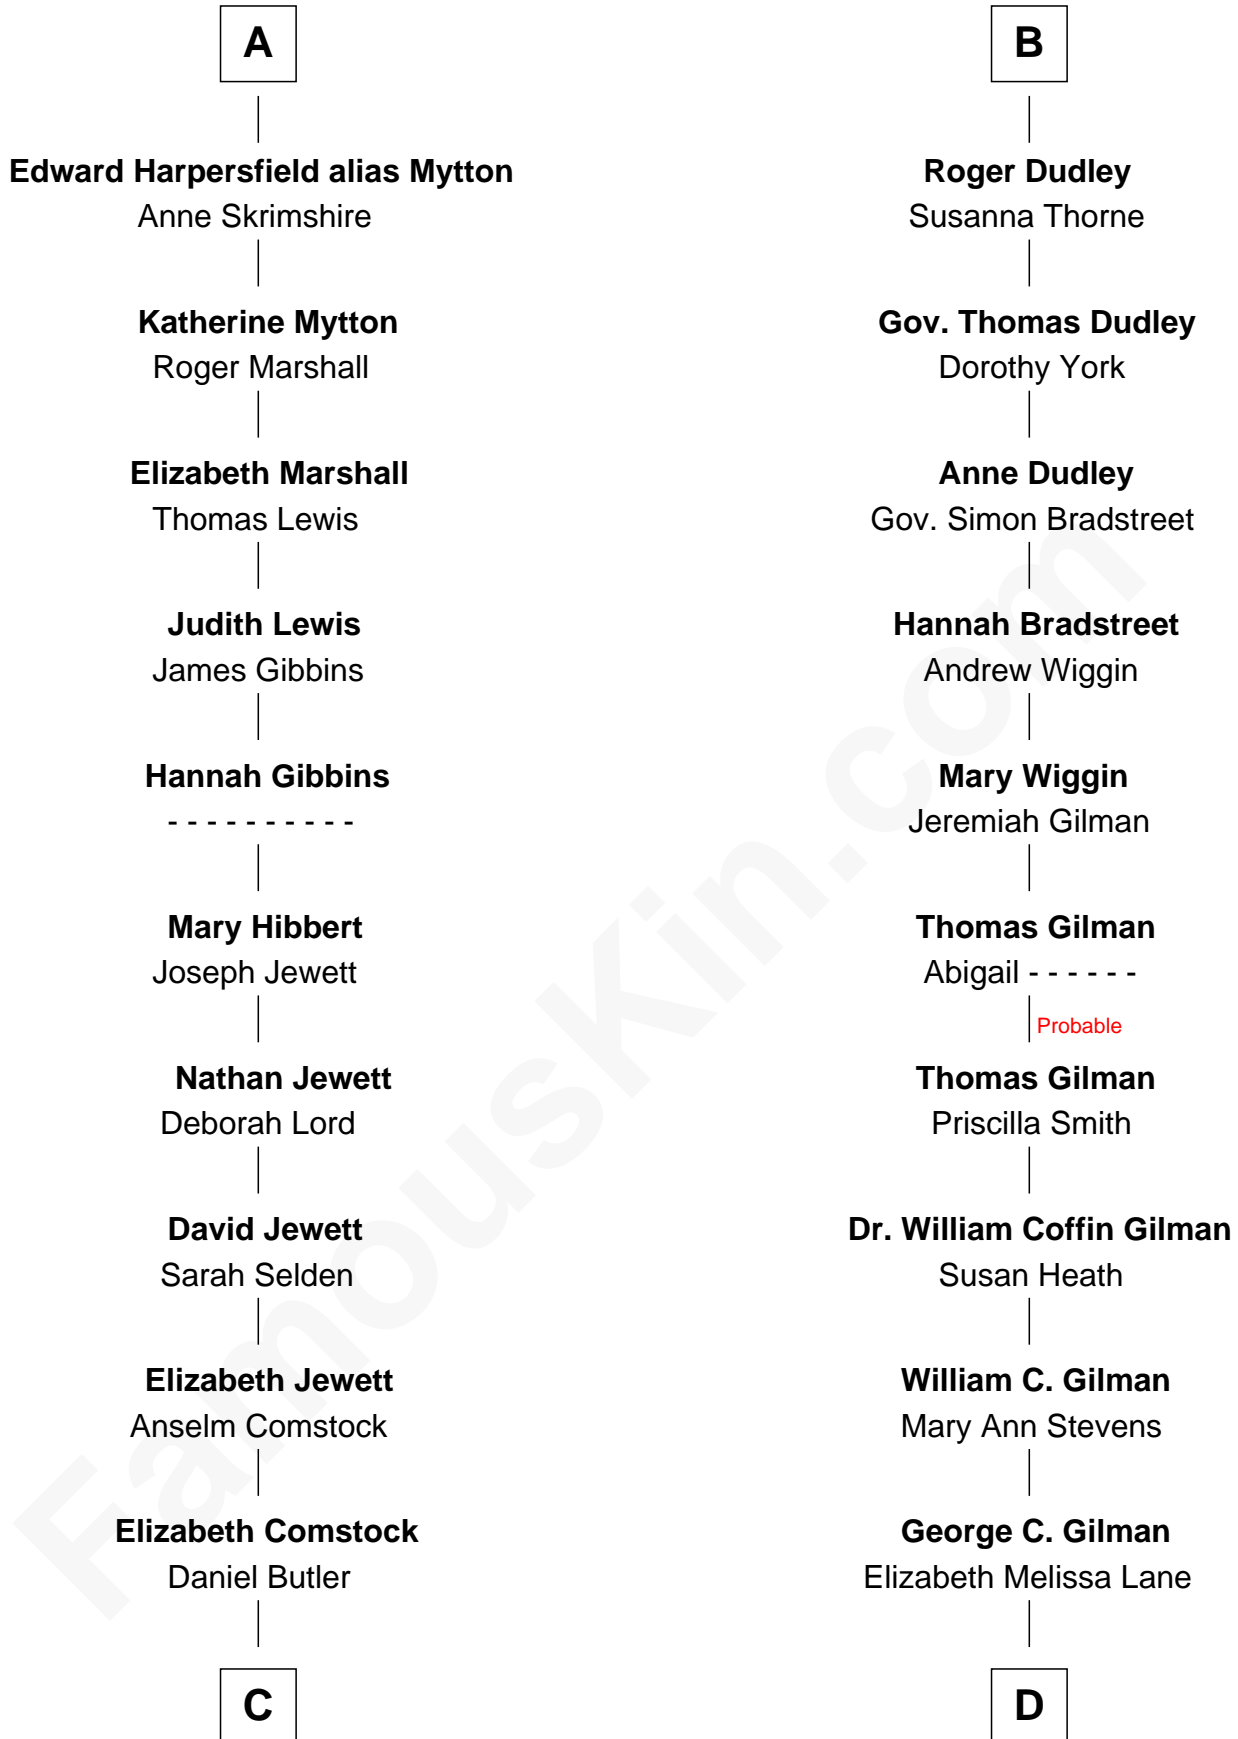 A
Edward Harpersfield alias Mytton
Anne Skrimshire
Katherine Mytton
Roger Marshall
Elizabeth Marshall
Thomas Lewis
Judith Lewis
James Gibbins
Hannah Gibbins
- - - - - - - - - -
Mary Hibbert
Joseph Jewett
Nathan Jewett
Deborah Lord
David Jewett
Sarah Selden
Elizabeth Jewett
Anselm Comstock
Elizabeth Comstock
Daniel Butler
C
B
Roger Dudley
Susanna Thorne
Gov. Thomas Dudley
Dorothy York
Anne Dudley
Gov. Simon Bradstreet
Hannah Bradstreet
Andrew Wiggin
Mary Wiggin
Jeremiah Gilman
Thomas Gilman
Abigail - - - - - -
Probable
Thomas Gilman
Priscilla Smith
Dr. William Coffin Gilman
Susan Heath
William C. Gilman
Mary Ann Stevens
George C. Gilman
Elizabeth Melissa Lane
D
FamousKin.com